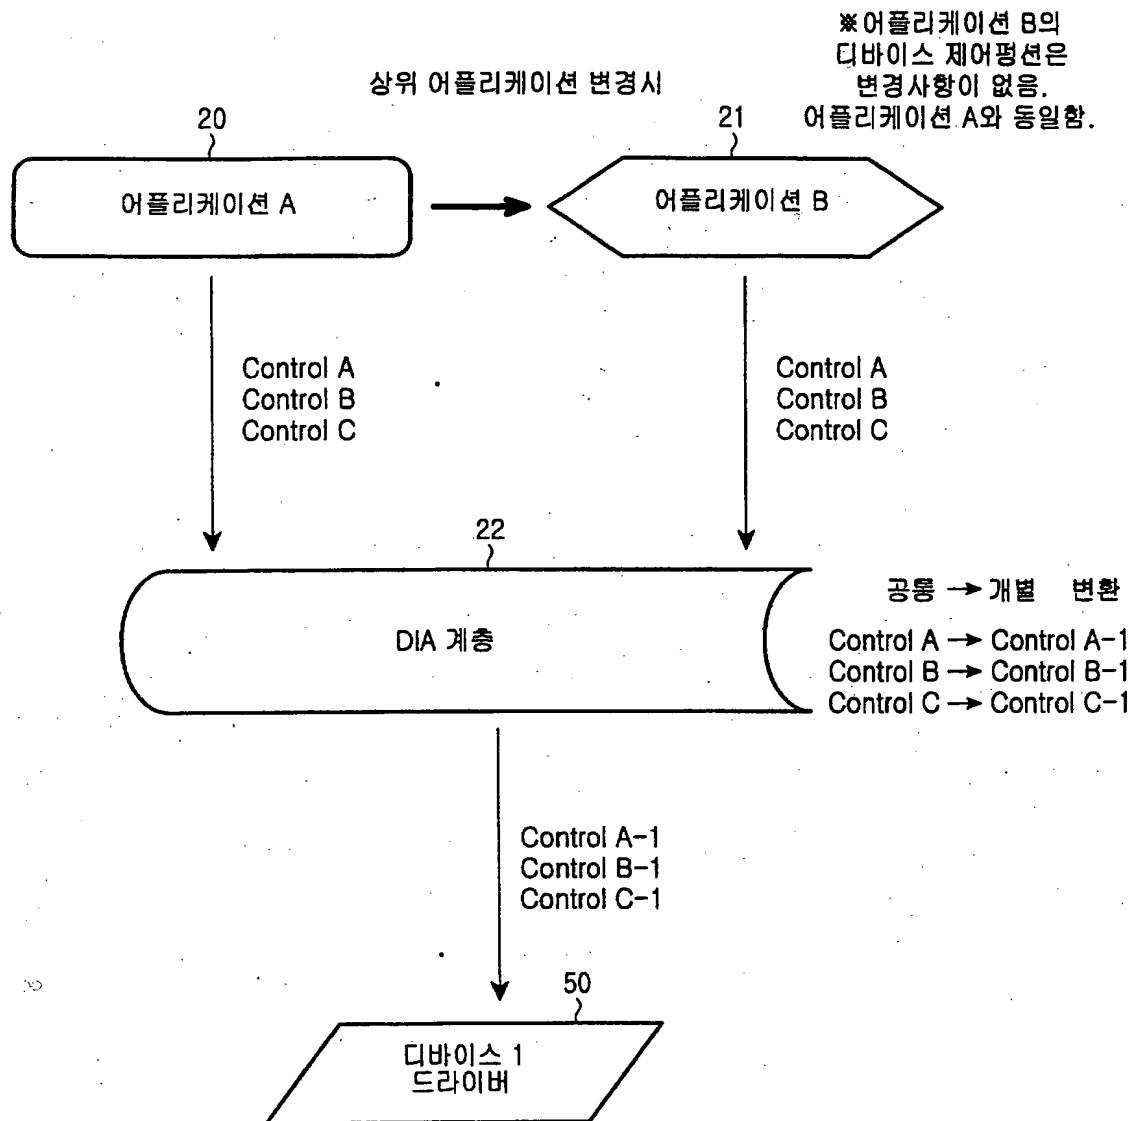 ※어플리케이션 B의
디바이스 제어펑션은
변경사항이 없음.
어플리케이션 A와 동일함.
상위 어플리케이션 변경시
20
21
어플리케이션 A
어플리케이션 B
Control A
Control B
Control C
Control A
Control B
Control C
22
DIA 계층
공통 → 개별 변환
Control A → Control A-1
Control B → Control B-1
Control C → Control C-1
Control A-1
Control B-1
Control C-1
50
디바이스 1
드라이버